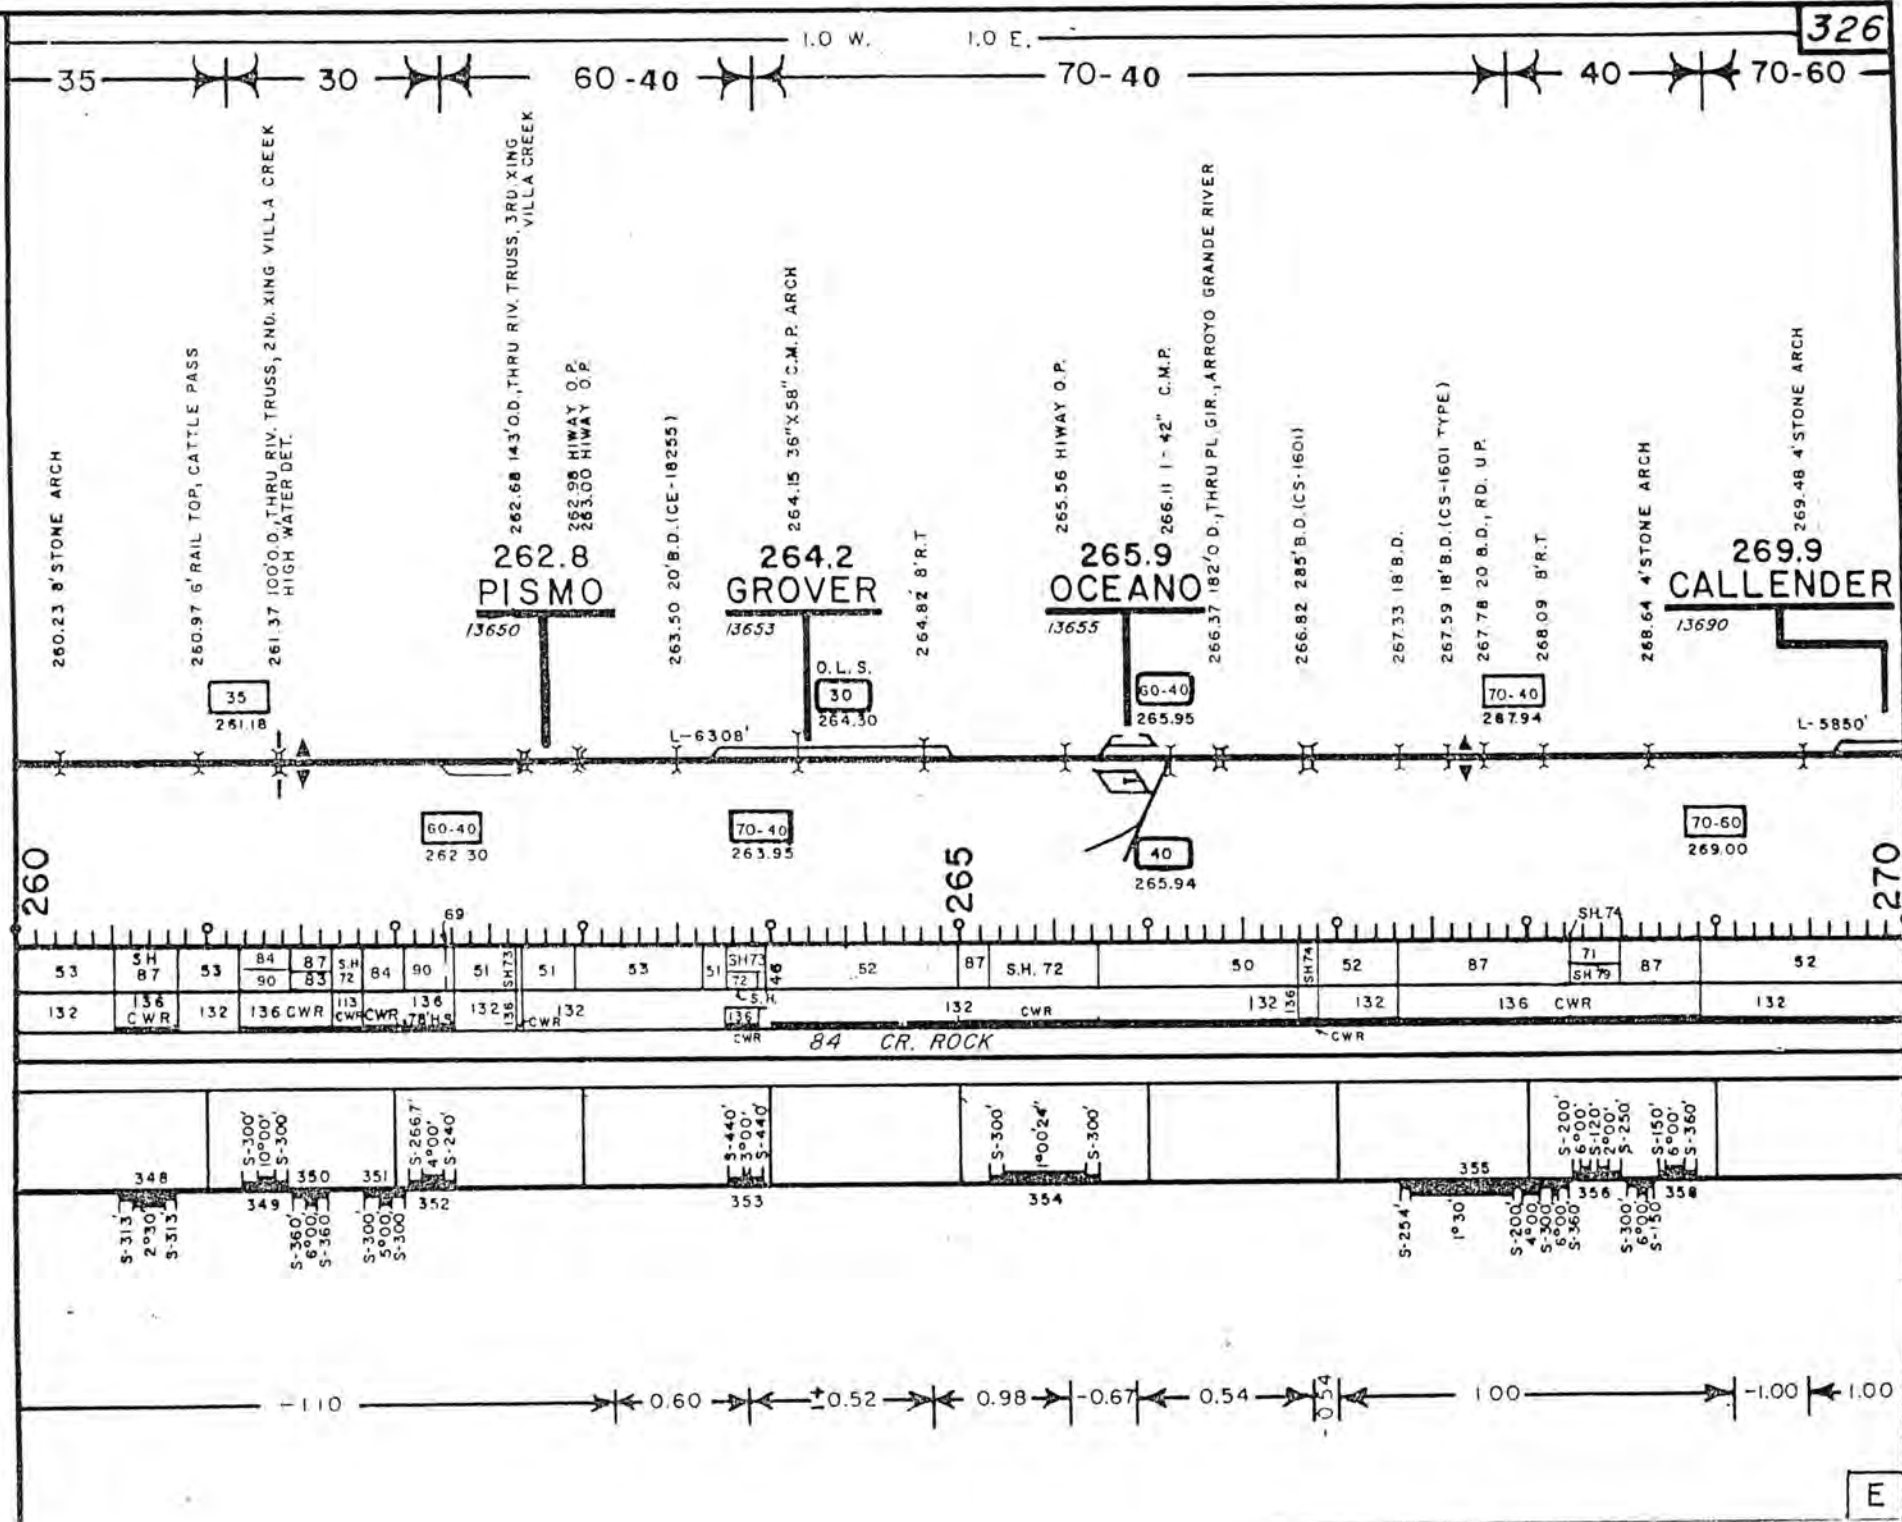 326
1.0 W. 1.0 E.
35 30 60-40 70-40 40 70-60
260.23 8' STONE ARCH
260.97 6' RAIL TOP, CATTLE PASS
261.37 100' O.D., THRU RIV. TRUSS, 2ND. XING VILLA CREEK
HIGH WATER DET.
262.68 143' O.D., THRU RIV. TRUSS, 3RD. XING
VILLA CREEK
262.98 HIWAY O.P.
263.00 HIWAY O.P.
263.50 20' B.D. (CE-18255)
264.15 36" X 58" C.M.P. ARCH
264.82 8' R.T
265.56 HIWAY O.P.
266.11 1-42" C.M.P.
266.37 182' O.D., THRU PL. GIR., ARROYO GRANDE RIVER
266.82 285' B.D. (CS-1601)
267.33 18' B.D.
267.59 18' B.D. (CS-1601 TYPE)
267.78 20 B.D., RD. U.P.
268.09 8' R.T.
268.64 4' STONE ARCH
269.48 4' STONE ARCH
262.8
PISMO
13650
264.2
GROVER
13653
265.9
OCEANO
13655
269.9
CALLENDER
13690
35
261.18
O.L.S.
30
264.30
60-40
265.95
70-40
267.94
L-6308'
L-5850'
60-40
262 30
70-40
263.95
40
265.94
70-60
269.00
260 265 270
69
SH.74
53 SH 87 53 84 90 87 83 S.H 72 84 90 51 SH73 51 53 51 SH73 72 46 52 87 S.H. 72 50 SH74 52 87 71 SH 79 87 52
132 136 CWR 132 136 CWR 113 CWR CWR 136 78' H.S 132 136 CWR 132 S.H. 136 CWR 132 CWR 132 136 CWR 132 136 CWR 132
84 CR. ROCK
S-300' 10°00' S-300' S-266.7' 4°00' S-240' S-440' 3°00' S-440' S-300' 1°00'24" S-300' S-200' 6°00' S-120' 2°00' S-250' S-150' 6°00' S-360'
348 349 350 351 352 353 354 355 356 358
S-313' 2°30' S-313' S-360' 6°00' S-360' S-300' 5°00' S-300' S-254' 1°30' S-200' 4°00' S-300' 6°00' S-360' S-300' 6°00' S-150'
-1.10 0.60 ±0.52 0.98 -0.67 0.54 -0.54 1.00 -1.00 1.00
E